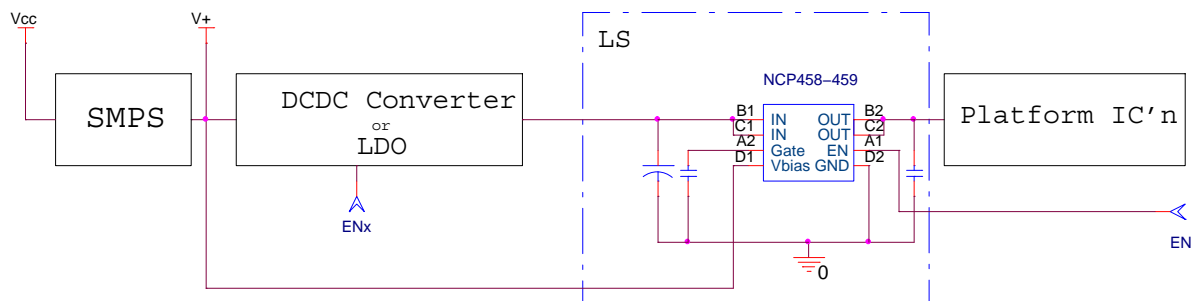 Vcc
V+
LS
NCP458-459
SMPS
DCDC Converter
or
LDO
Platform IC'n
B1
C1
A2
D1
IN
IN
Gate
Vbias
OUT
OUT
EN
GND
B2
C2
A1
D2
ENx
EN
0